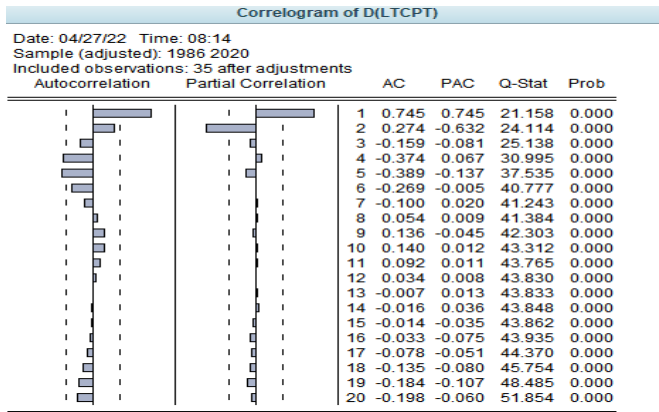 Correlogram of D(LTCPT)
Date: 04/27/22 Time: 08:14
Sample (adjusted): 1986 2020
Included observations: 35 after adjustments
Autocorrelation Partial Correlation AC PAC Q-Stat Prob
1 0.745 0.745 21.158 0.000
2 0.274 -0.632 24.114 0.000
3 -0.159 -0.081 25.138 0.000
4 -0.374 0.067 30.995 0.000
5 -0.389 -0.137 37.535 0.000
6 -0.269 -0.005 40.777 0.000
7 -0.100 0.020 41.243 0.000
8 0.054 0.009 41.384 0.000
9 0.136 -0.045 42.303 0.000
10 0.140 0.012 43.312 0.000
11 0.092 0.011 43.765 0.000
12 0.034 0.008 43.830 0.000
13 -0.007 0.013 43.833 0.000
14 -0.016 0.036 43.848 0.000
15 -0.014 -0.035 43.862 0.000
16 -0.033 -0.075 43.935 0.000
17 -0.078 -0.051 44.370 0.000
18 -0.135 -0.080 45.754 0.000
19 -0.184 -0.107 48.485 0.000
20 -0.198 -0.060 51.854 0.000